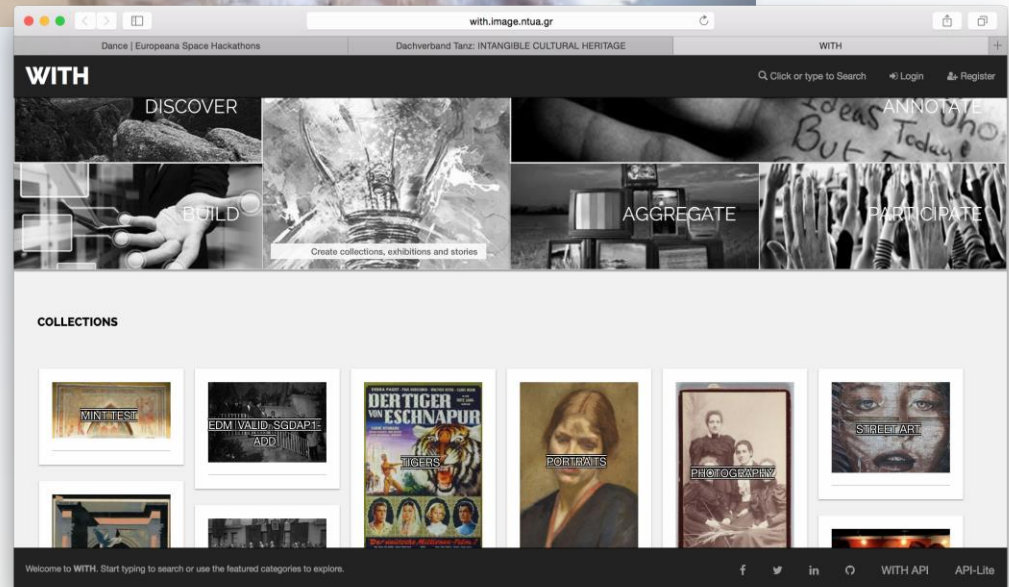 with.image.ntua.gr
Dance | Europeana Space Hackathons
Dachverband Tanz: INTANGIBLE CULTURAL HERITAGE
WITH
WITH
Click or type to Search
Login
Register
DISCOVER
ANNOTATE
Ideas
Today
But
BUILD
AGGREGATE
PARTICIPATE
Create collections, exhibitions and stories
COLLECTIONS
MINT TEST
EDM VALID: SGDAP1-
ADD
DER TIGER
VON ESCHNAPUR
TIGERS
PORTRAITS
PHOTOGRAPHY
STREET ART
Welcome to WITH. Start typing to search or use the featured categories to explore.
WITH API
API-Lite